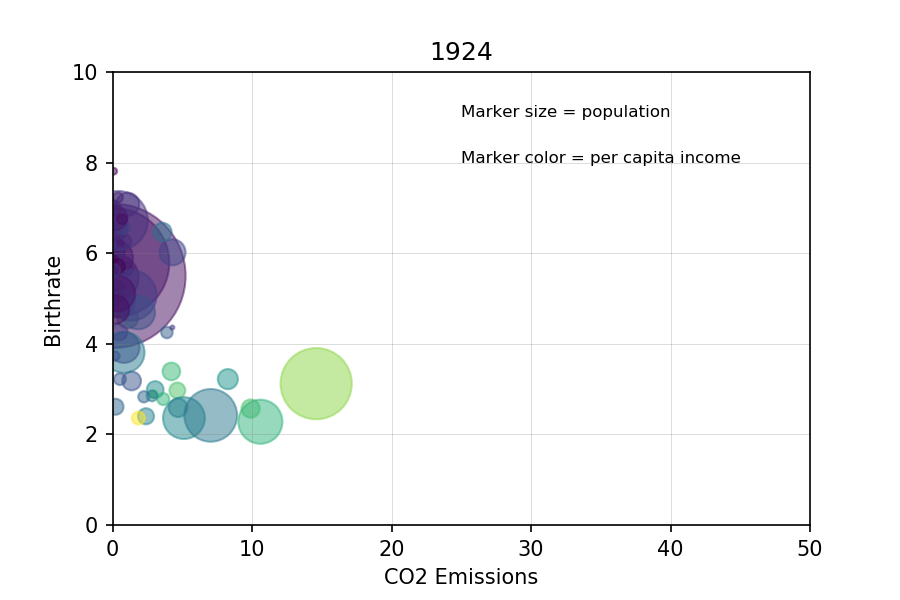 1924
Marker size = population
Marker color = per capita income
10
8
6
4
2
0
Birthrate
0 10 20 30 40 50
CO2 Emissions